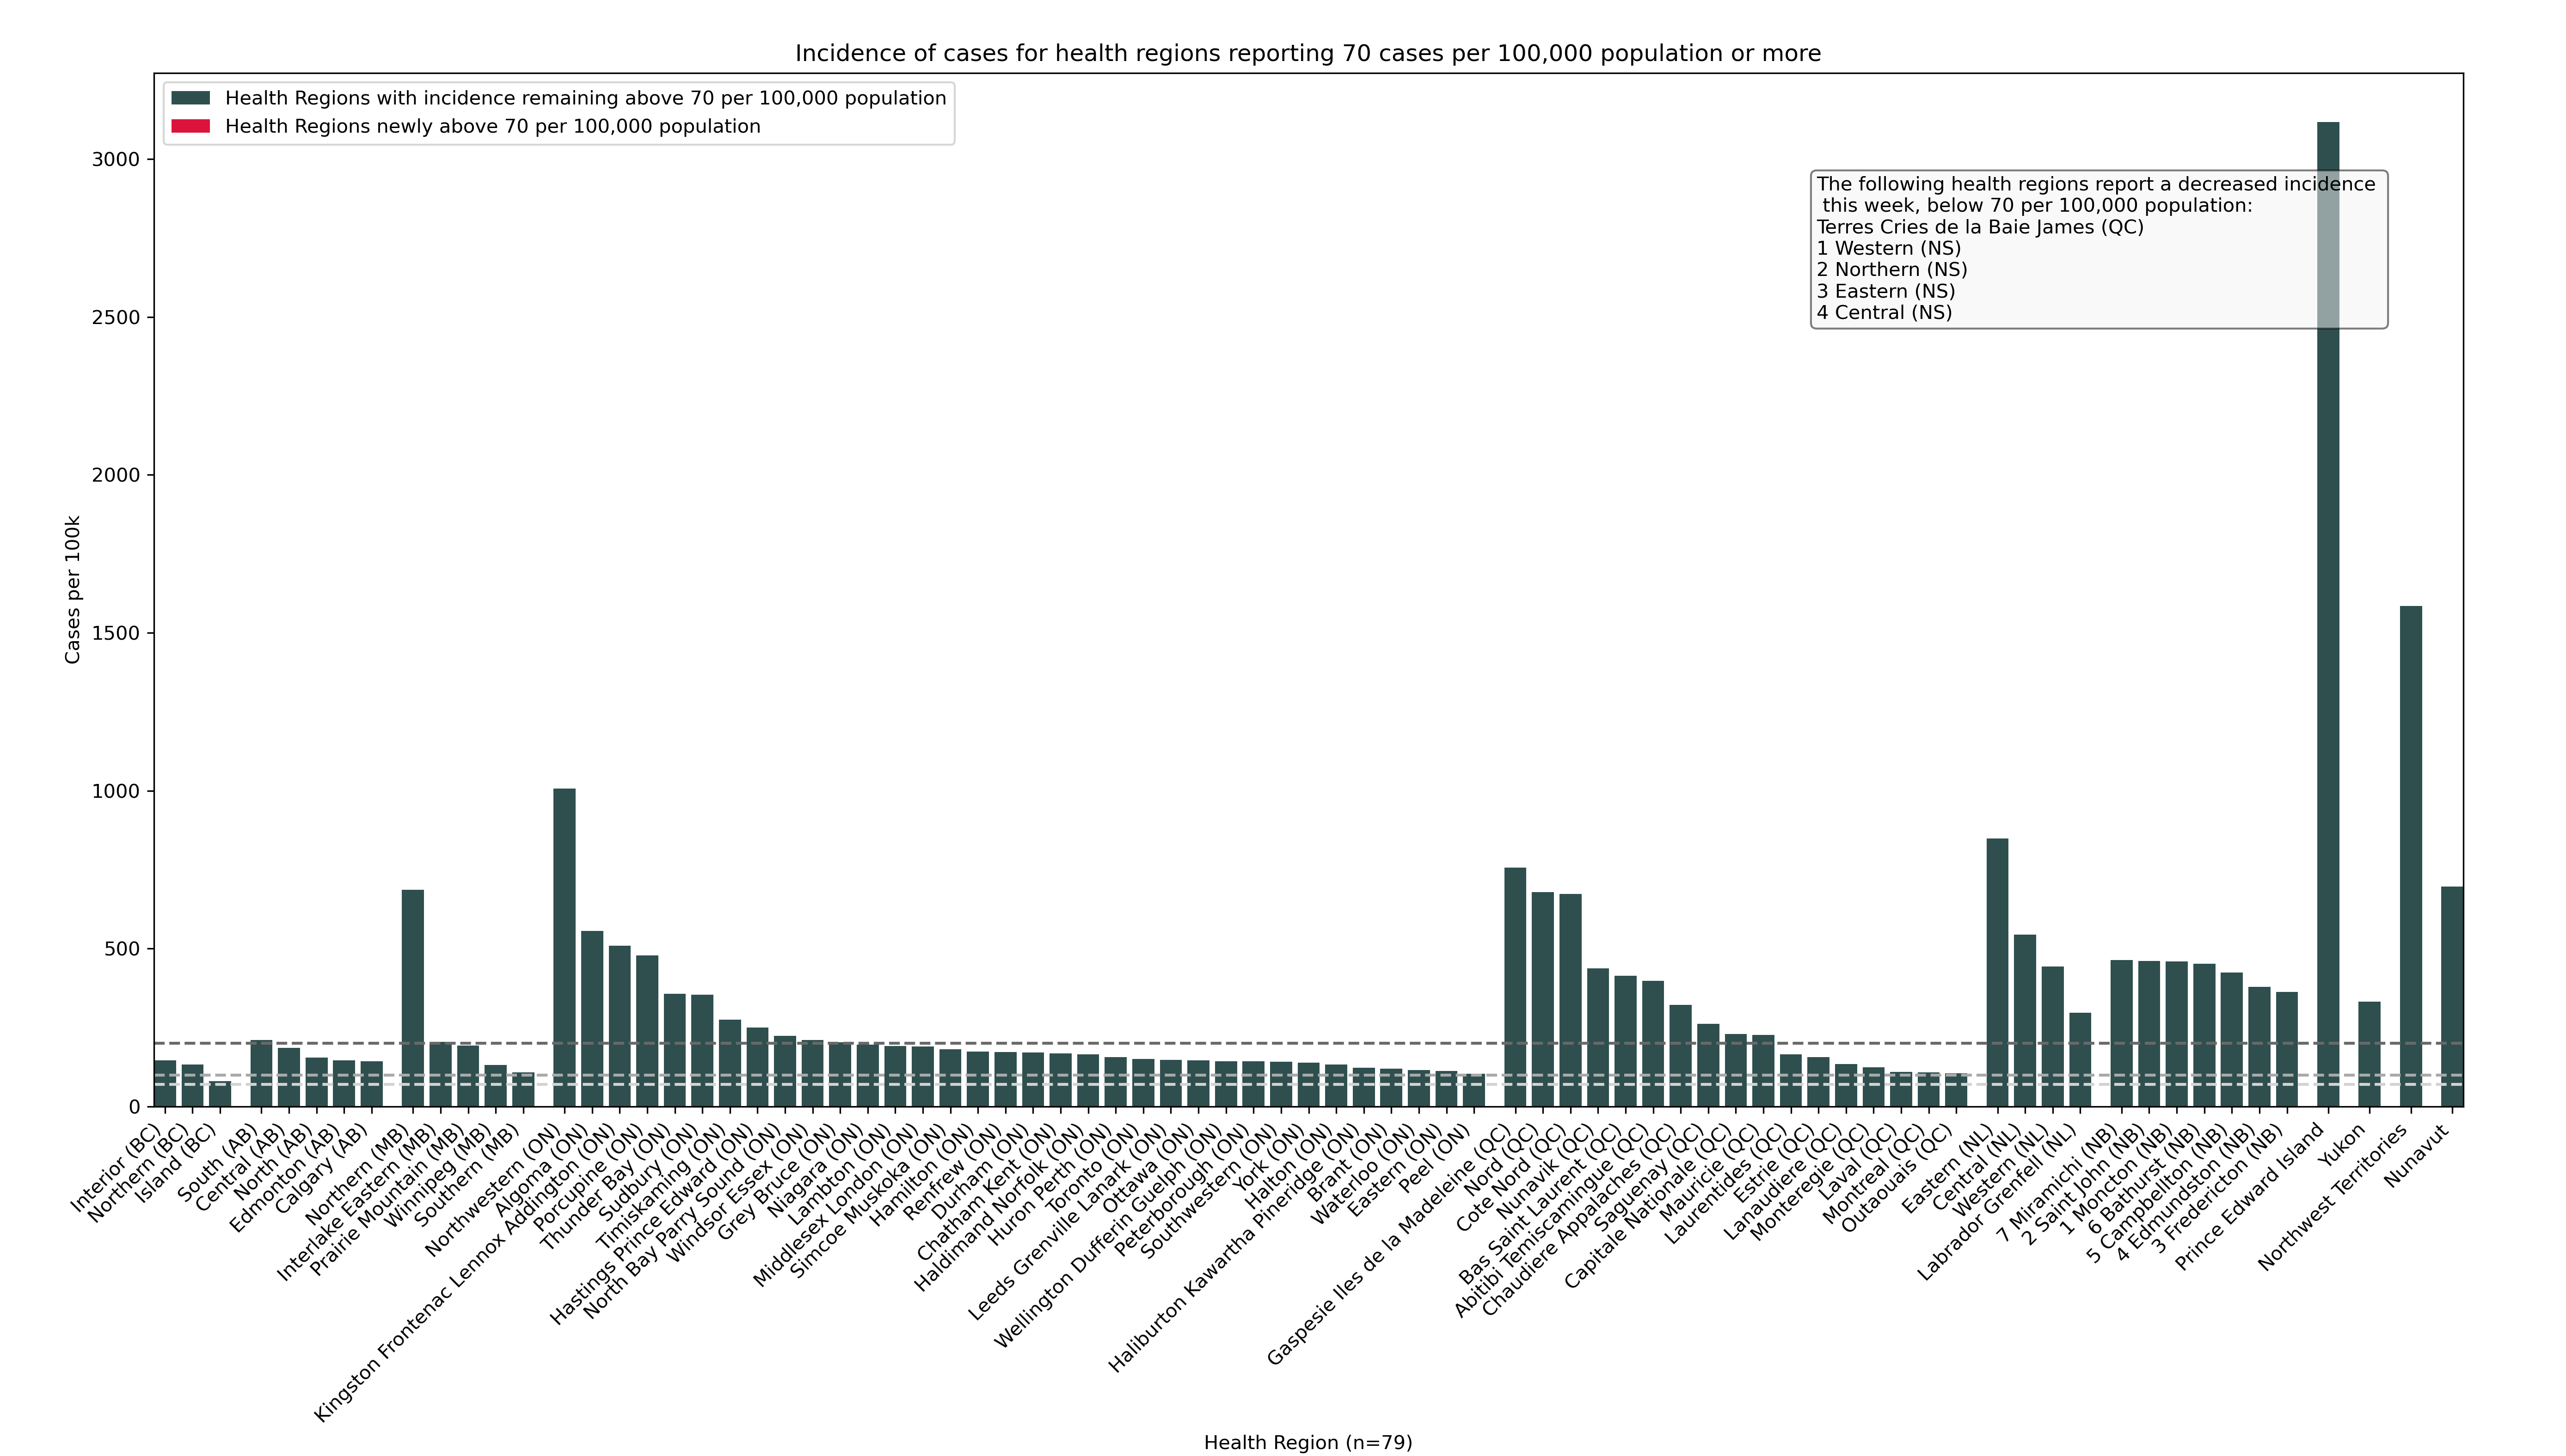 Incidence of cases for health regions reporting 70 cases per 100,000 population or more
Health Regions with incidence remaining above 70 per 100,000 population
Health Regions newly above 70 per 100,000 population
The following health regions report a decreased incidence
this week, below 70 per 100,000 population:
Terres Cries de la Baie James (QC)
1 Western (NS)
2 Northern (NS)
3 Eastern (NS)
4 Central (NS)
Cases per 100k
3000
2500
2000
1500
1000
500
0
Interior (BC)
Northern (BC)
Island (BC)
South (AB)
Central (AB)
North (AB)
Edmonton (AB)
Calgary (AB)
Northern (MB)
Interlake Eastern (MB)
Prairie Mountain (MB)
Winnipeg (MB)
Southern (MB)
Northwestern (ON)
Algoma (ON)
Kingston Frontenac Lennox Addington (ON)
Porcupine (ON)
Thunder Bay (ON)
Sudbury (ON)
Timiskaming (ON)
Hastings Prince Edward (ON)
North Bay Parry Sound (ON)
Windsor Essex (ON)
Grey Bruce (ON)
Niagara (ON)
Lambton (ON)
Middlesex London (ON)
Simcoe Muskoka (ON)
Hamilton (ON)
Renfrew (ON)
Durham (ON)
Chatham Kent (ON)
Haldimand Norfolk (ON)
Huron Perth (ON)
Toronto (ON)
Leeds Grenville Lanark (ON)
Ottawa (ON)
Wellington Dufferin Guelph (ON)
Peterborough (ON)
Southwestern (ON)
York (ON)
Halton (ON)
Haliburton Kawartha Pineridge (ON)
Brant (ON)
Waterloo (ON)
Eastern (ON)
Peel (ON)
Gaspesie Iles de la Madeleine (QC)
Nord (QC)
Cote Nord (QC)
Nunavik (QC)
Bas Saint Laurent (QC)
Abitibi Temiscamingue (QC)
Chaudiere Appalaches (QC)
Saguenay (QC)
Capitale Nationale (QC)
Mauricie (QC)
Laurentides (QC)
Estrie (QC)
Lanaudiere (QC)
Monteregie (QC)
Laval (QC)
Montreal (QC)
Outaouais (QC)
Eastern (NL)
Central (NL)
Western (NL)
Labrador Grenfell (NL)
7 Miramichi (NB)
2 Saint John (NB)
1 Moncton (NB)
6 Bathurst (NB)
5 Campbellton (NB)
4 Edmundston (NB)
3 Fredericton (NB)
Prince Edward Island
Yukon
Northwest Territories
Nunavut
Health Region (n=79)